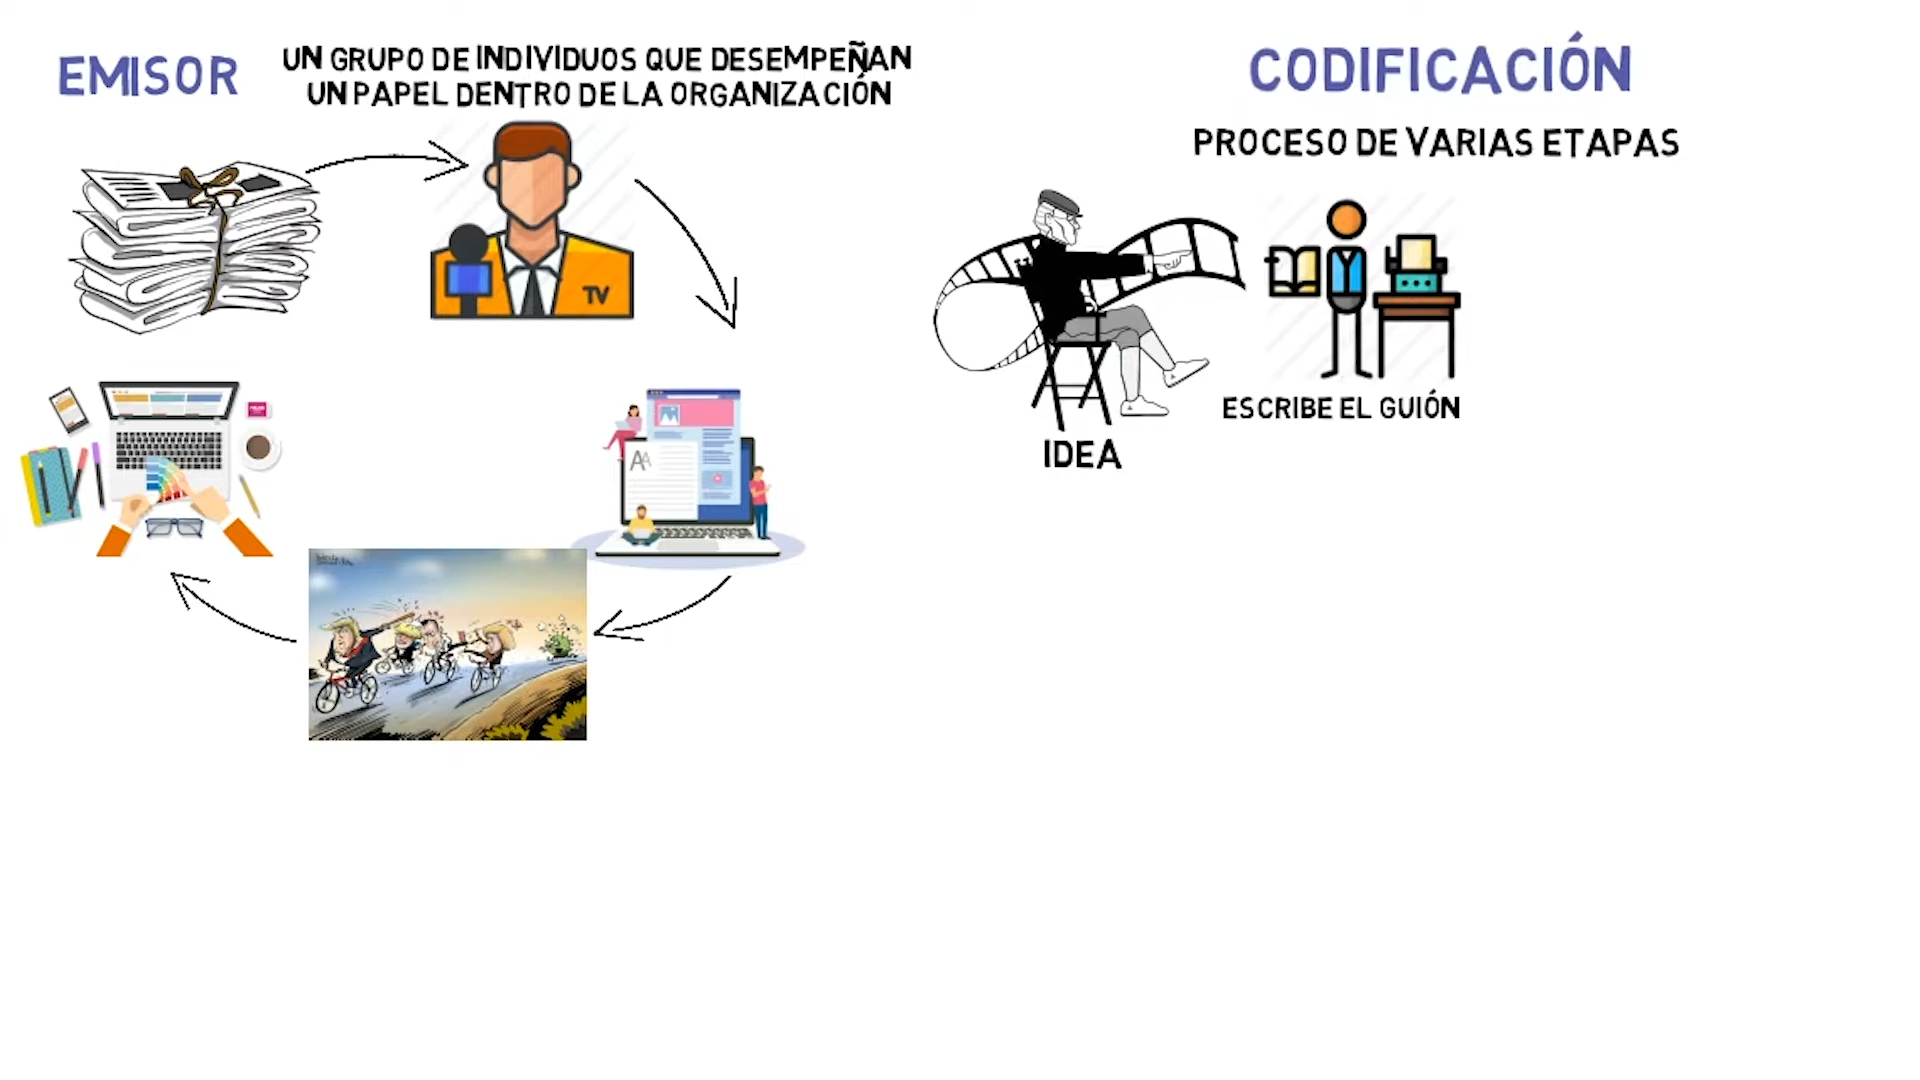 EMISOR
UN GRUPO DE INDIVIDUOS QUE DESEMPEÑAN
UN PAPEL DENTRO DE LA ORGANIZACIÓN
TV
AA
CODIFICACIÓN
PROCESO DE VARIAS ETAPAS
ESCRIBE EL GUIÓN
IDEA